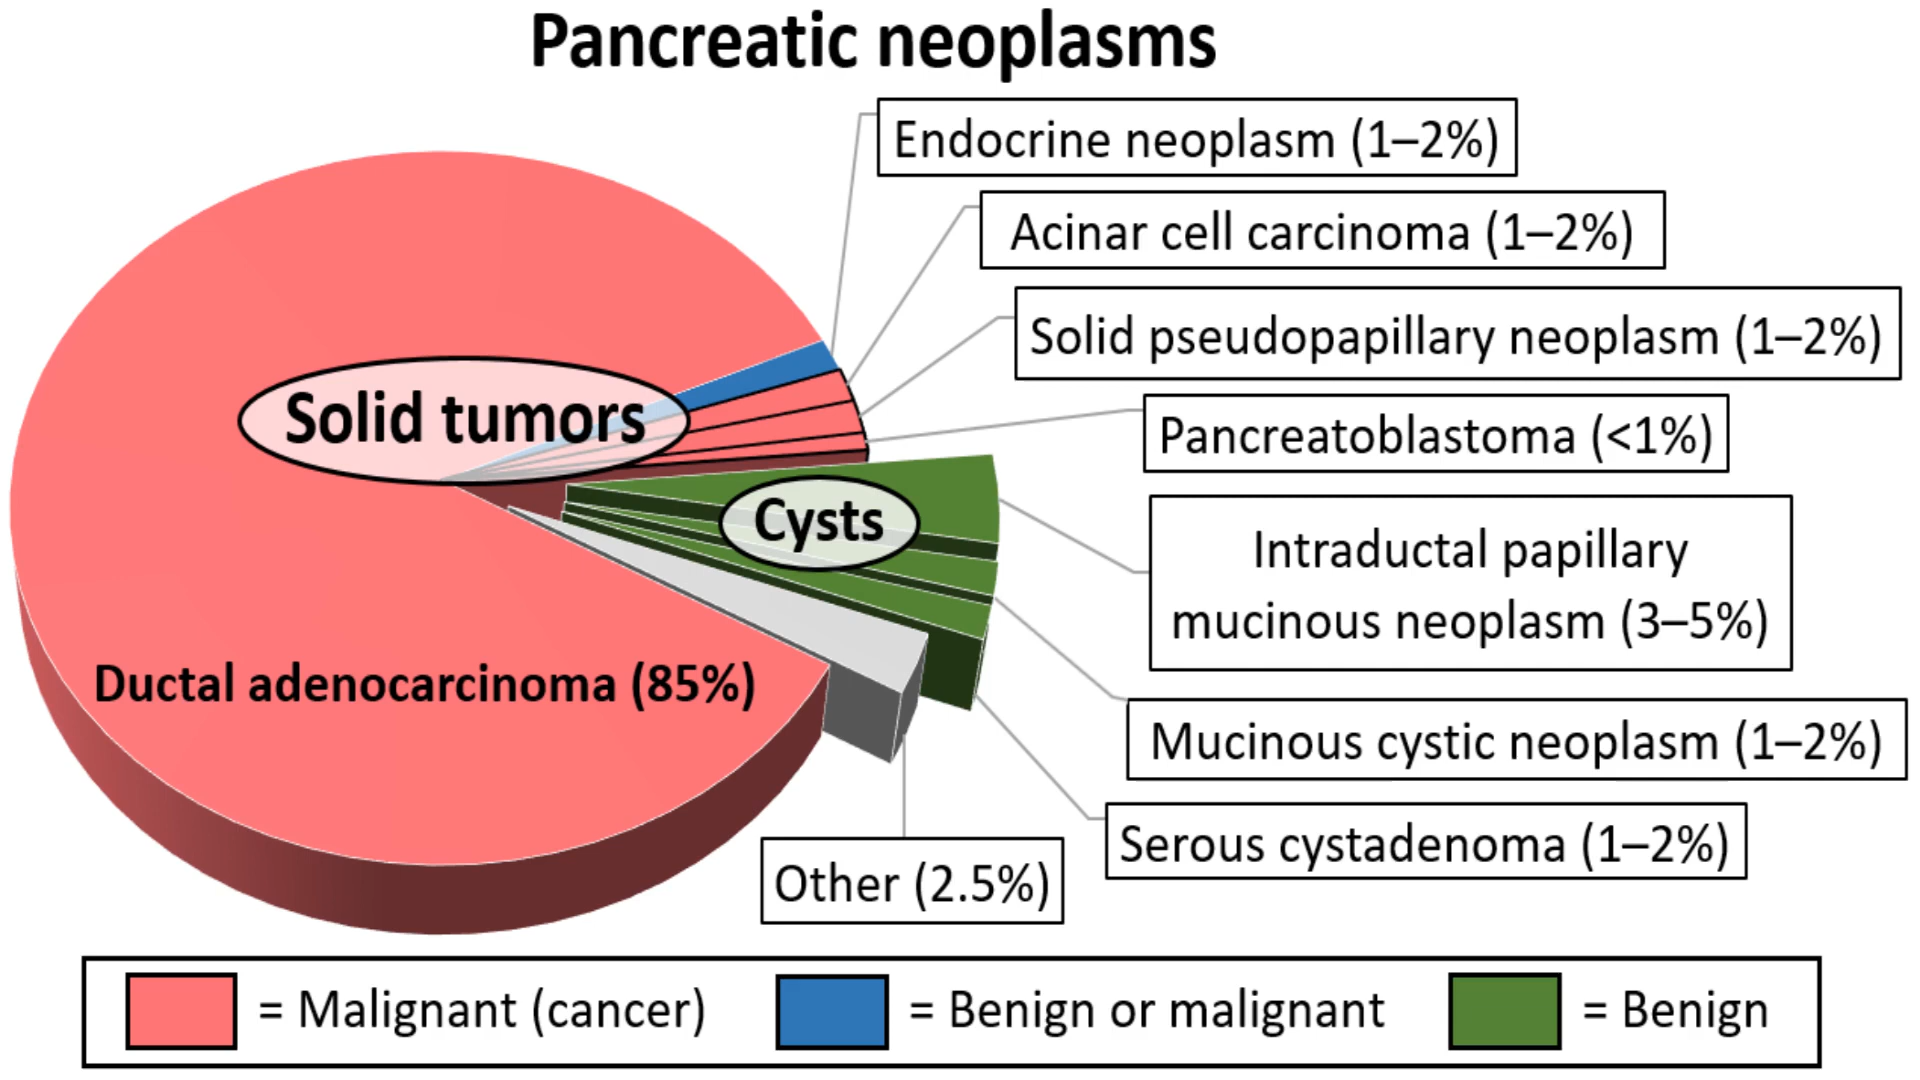 Pancreatic neoplasms
Endocrine neoplasm (1–2%)
Acinar cell carcinoma (1–2%)
Solid pseudopapillary neoplasm (1–2%)
Pancreatoblastoma (<1%)
Solid tumors
Cysts
Intraductal papillary
mucinous neoplasm (3–5%)
Ductal adenocarcinoma (85%)
Mucinous cystic neoplasm (1–2%)
Serous cystadenoma (1–2%)
Other (2.5%)
= Malignant (cancer)
= Benign or malignant
= Benign